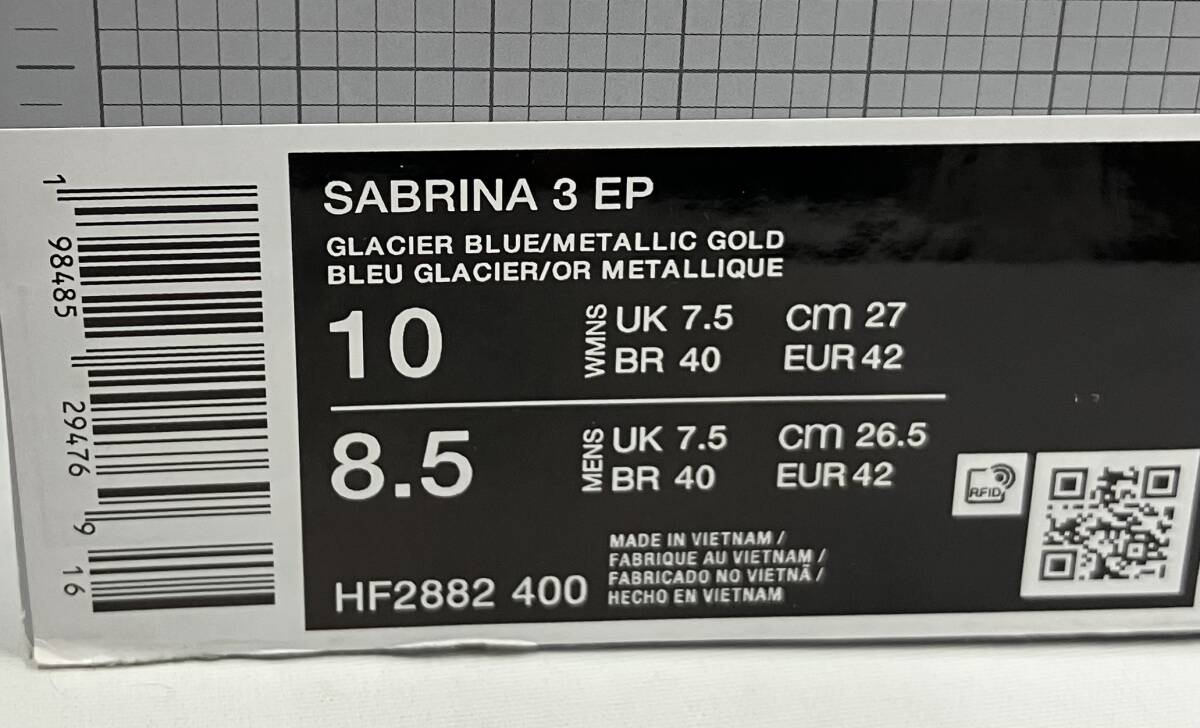 SABRINA 3 EP
GLACIER BLUE/METALLIC GOLD
BLEU GLACIER/OR METALLIQUE
10
WMNS
UK 7.5 cm 27
BR 40 EUR 42
8.5
MENS
UK 7.5 cm 26.5
BR 40 EUR 42
HF2882 400
MADE IN VIETNAM /
FABRIQUE AU VIETNAM /
FABRICADO NO VIETNÃ /
HECHO EN VIETNAM
RFID
1 98485 29476 9 16